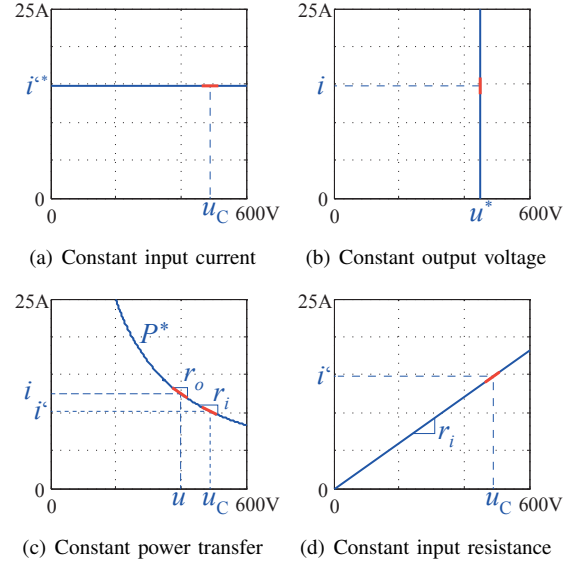 25A 25A
i‘* i
0 0
0 u_C 600V 0 u* 600V
(a) Constant input current (b) Constant output voltage
25A 25A
P*
r_o
i r_i i‘
i‘ r_i
0 0
0 u u_C 600V 0 u_C 600V
(c) Constant power transfer (d) Constant input resistance